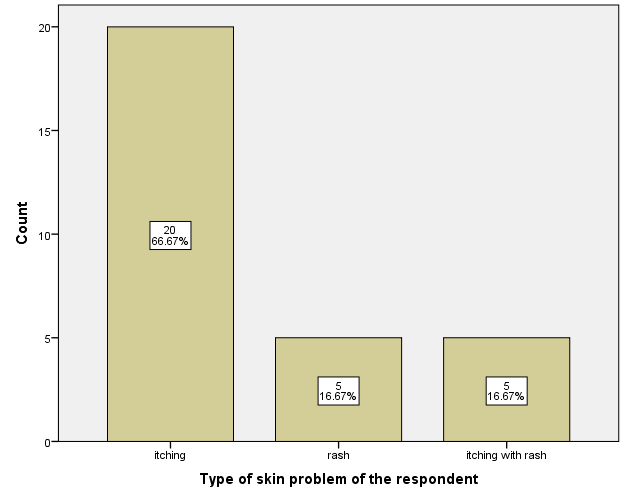 Count
20
15
10
5
0
20
66.67%
5
16.67%
5
16.67%
itching
rash
itching with rash
Type of skin problem of the respondent